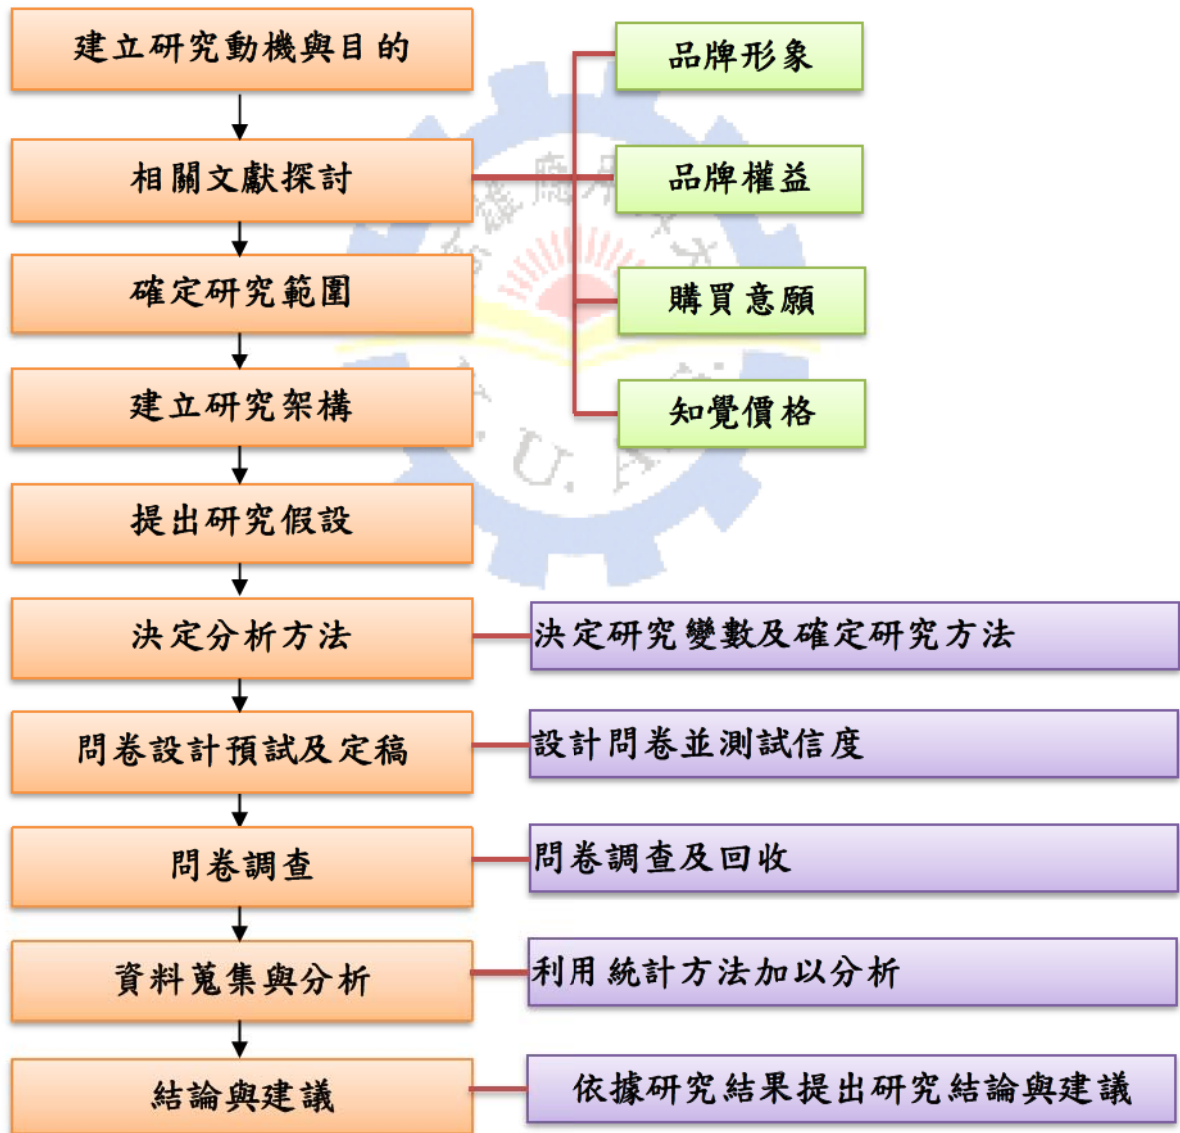 建立研究動機與目的
品牌形象
相關文獻探討
品牌權益
確定研究範圍
購買意願
建立研究架構
知覺價格
提出研究假設
決定分析方法
決定研究變數及確定研究方法
問卷設計預試及定稿
設計問卷並測試信度
問卷調查
問卷調查及回收
資料蒐集與分析
利用統計方法加以分析
結論與建議
依據研究結果提出研究結論與建議
U. A